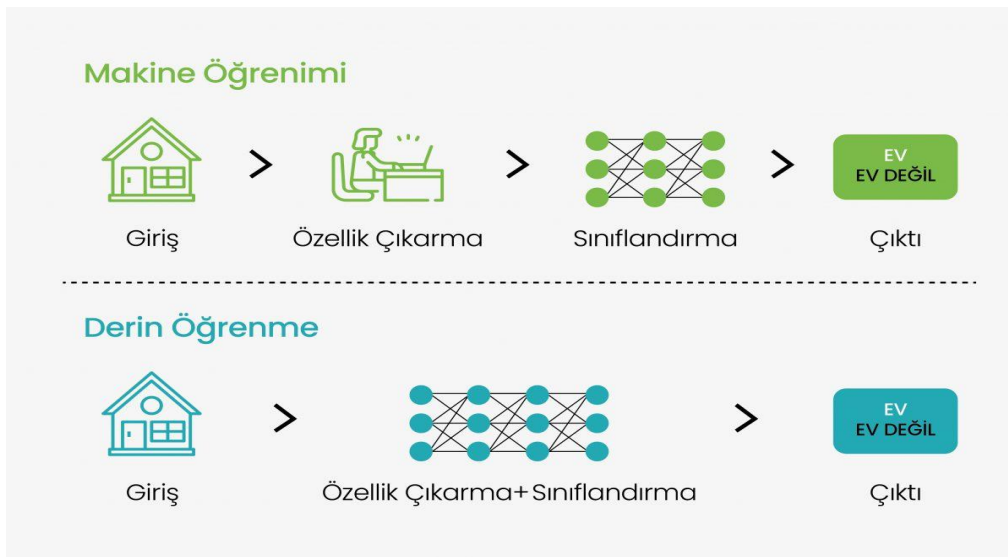 Makine Öğrenimi
EV
EV DEĞİL
Giriş
Özellik Çıkarma
Sınıflandırma
Çıktı
Derin Öğrenme
EV
EV DEĞİL
Giriş
Özellik Çıkarma+Sınıflandırma
Çıktı